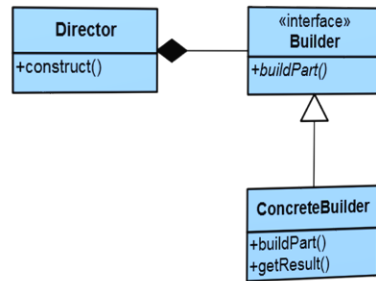 Director
+construct()
«interface»
Builder
+buildPart()
ConcreteBuilder
+buildPart()
+getResult()